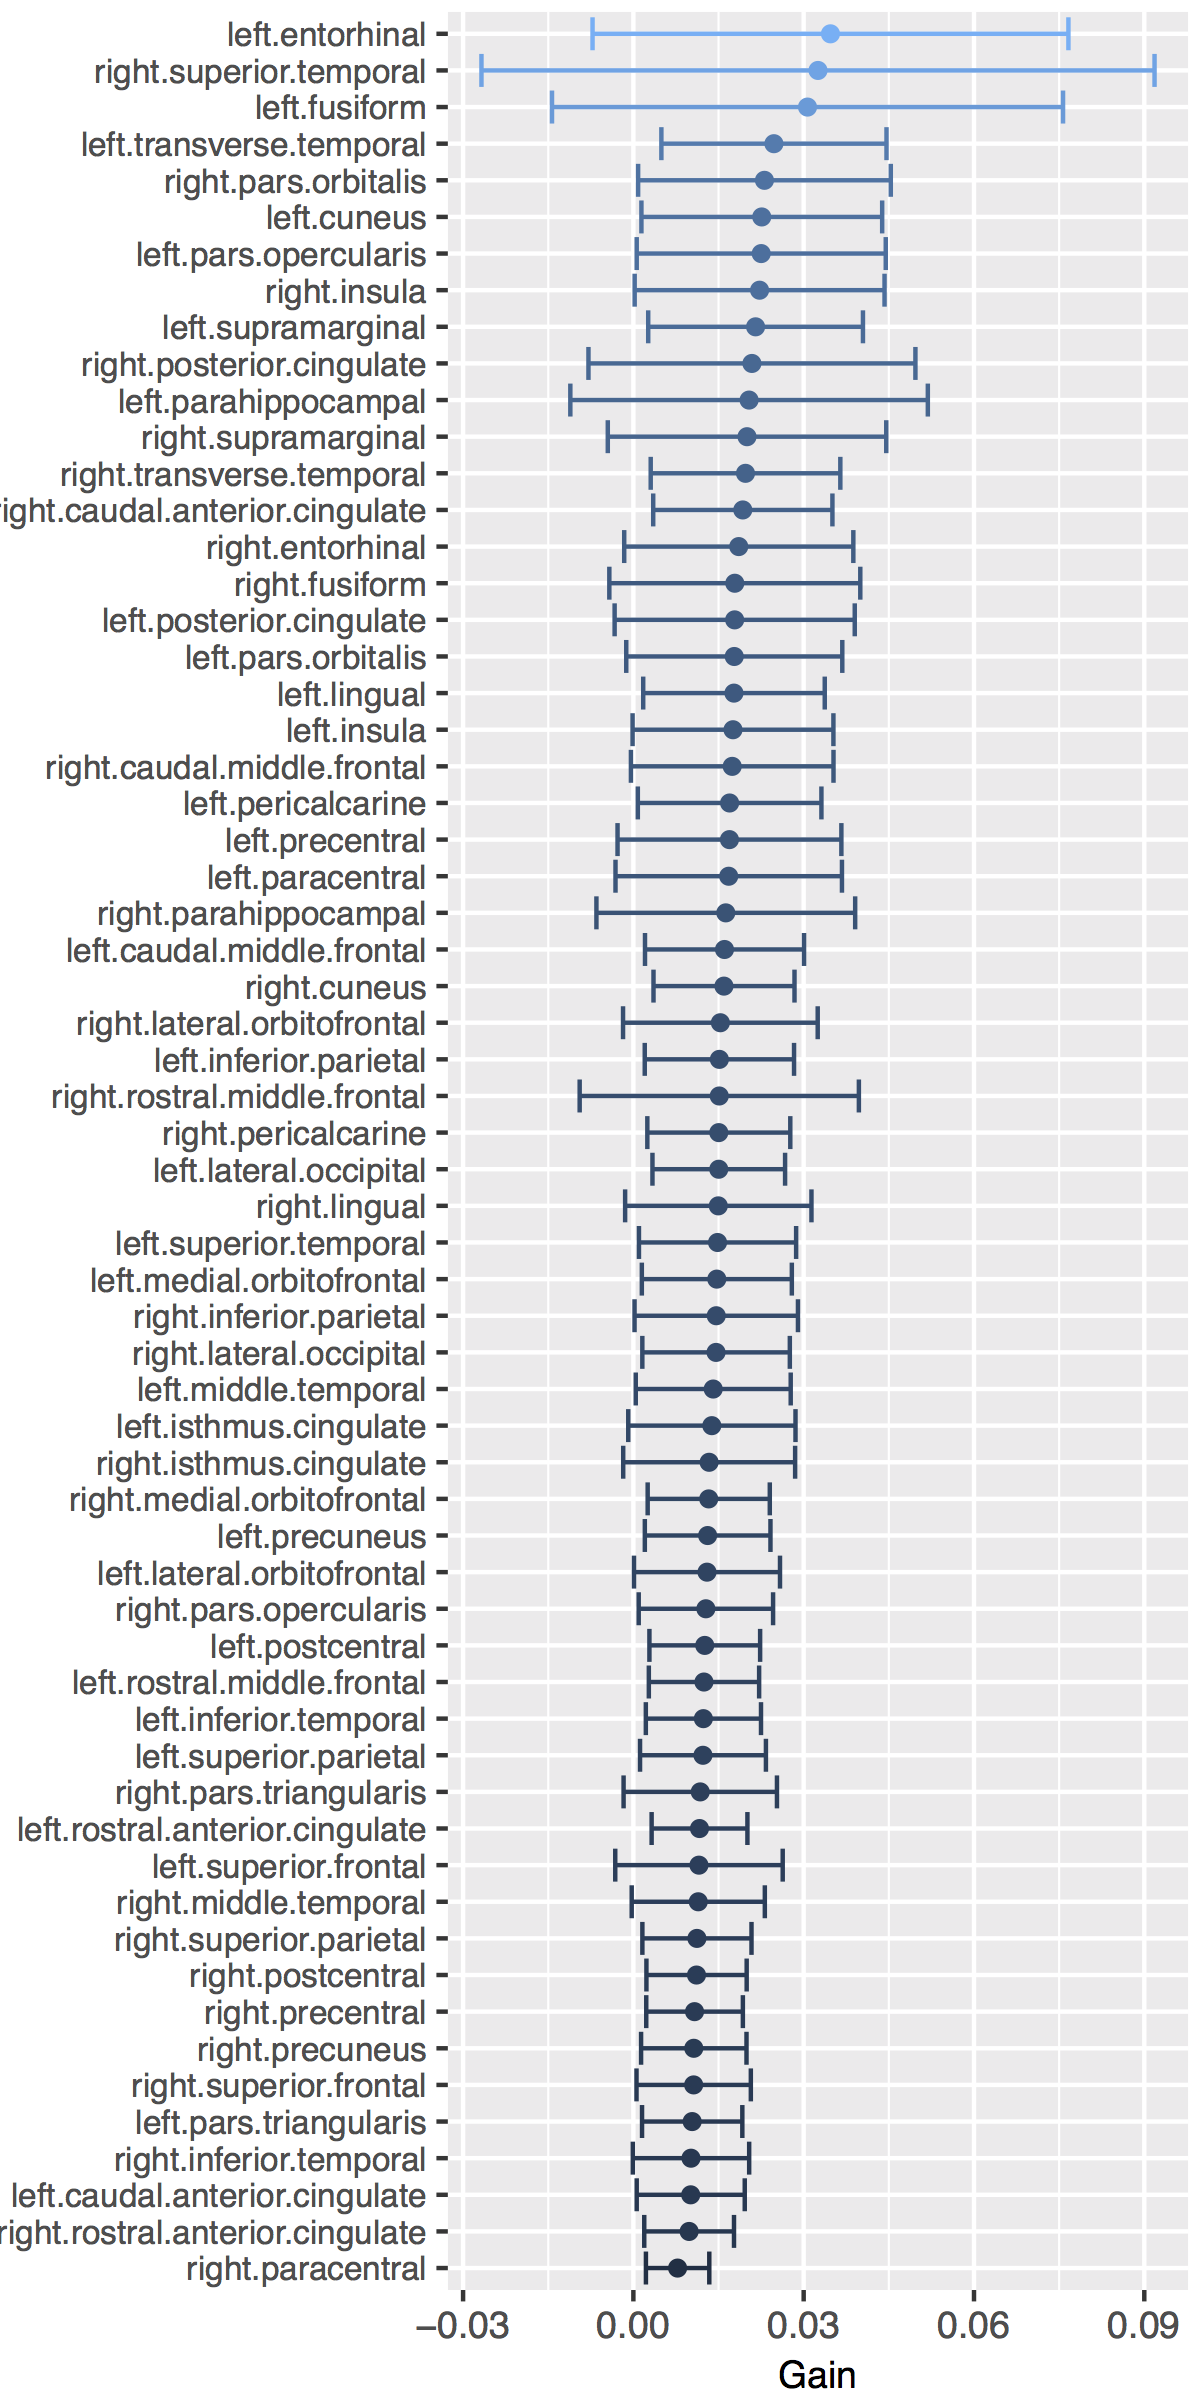 left.entorhinal
right.superior.temporal
left.fusiform
left.transverse.temporal
right.pars.orbitalis
left.cuneus
left.pars.opercularis
right.insula
left.supramarginal
right.posterior.cingulate
left.parahippocampal
right.supramarginal
right.transverse.temporal
ight.caudal.anterior.cingulate
right.entorhinal
right.fusiform
left.posterior.cingulate
left.pars.orbitalis
left.lingual
left.insula
right.caudal.middle.frontal
left.pericalcarine
left.precentral
left.paracentral
right.parahippocampal
left.caudal.middle.frontal
right.cuneus
right.lateral.orbitofrontal
left.inferior.parietal
right.rostral.middle.frontal
right.pericalcarine
left.lateral.occipital
right.lingual
left.superior.temporal
left.medial.orbitofrontal
right.inferior.parietal
right.lateral.occipital
left.middle.temporal
left.isthmus.cingulate
right.isthmus.cingulate
right.medial.orbitofrontal
left.precuneus
left.lateral.orbitofrontal
right.pars.opercularis
left.postcentral
left.rostral.middle.frontal
left.inferior.temporal
left.superior.parietal
right.pars.triangularis
left.rostral.anterior.cingulate
left.superior.frontal
right.middle.temporal
right.superior.parietal
right.postcentral
right.precentral
right.precuneus
right.superior.frontal
left.pars.triangularis
right.inferior.temporal
left.caudal.anterior.cingulate
right.rostral.anterior.cingulate
right.paracentral
−0.03 0.00 0.03 0.06 0.09
Gain